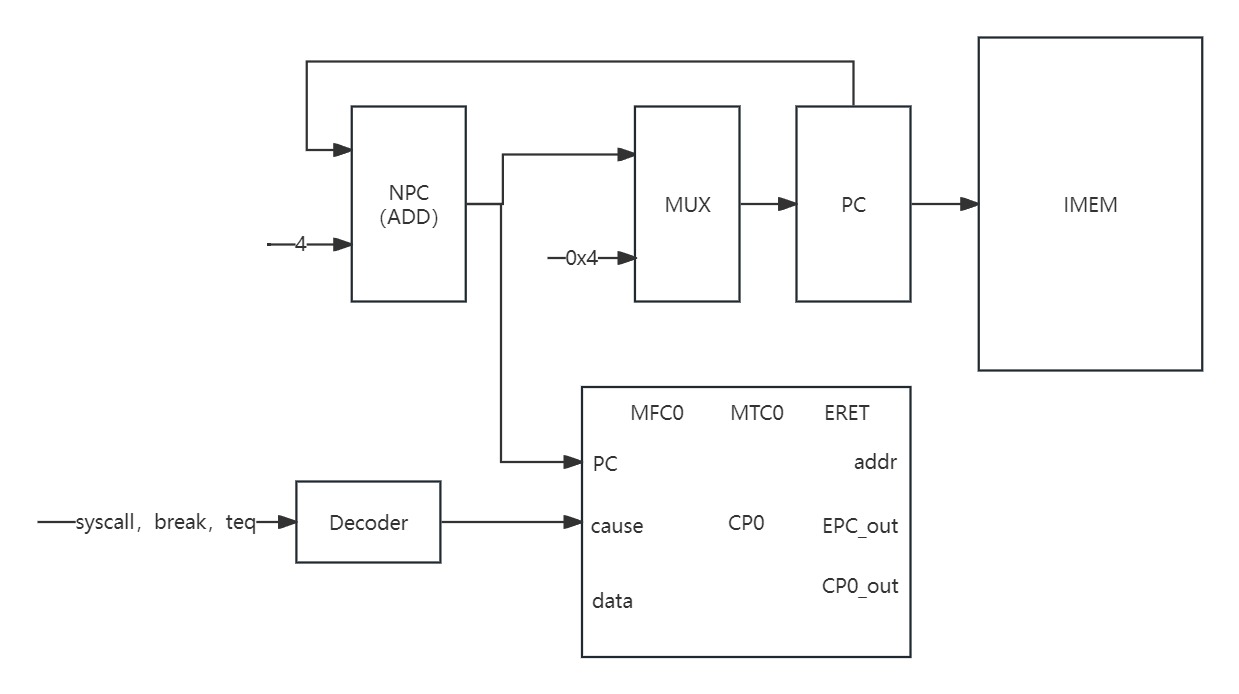 NPC
(ADD)
4
MUX
0x4
PC
IMEM
MFC0 MTC0 ERET
PC
addr
syscall，break，teq
Decoder
cause
CP0
EPC_out
data
CP0_out